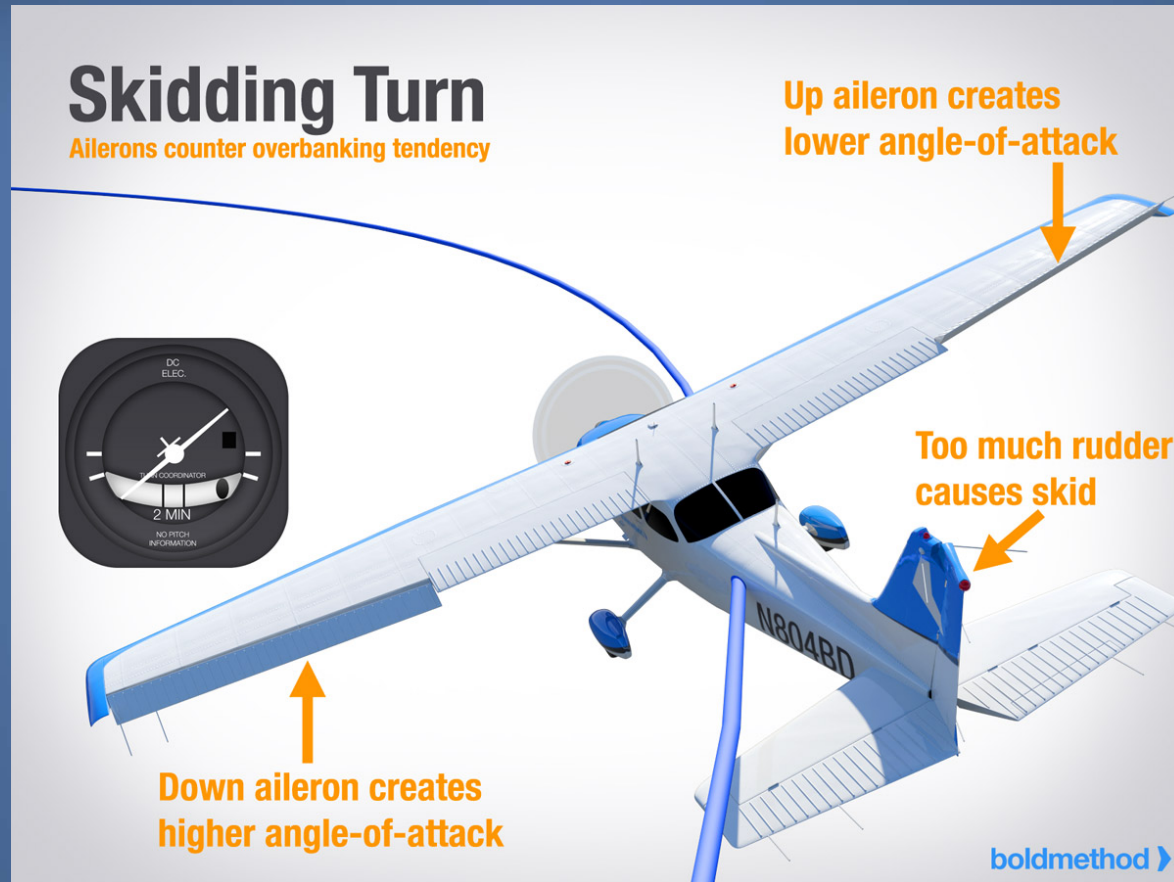 Skidding Turn
Ailerons counter overbanking tendency
Up aileron creates
lower angle-of-attack
DC
ELEC.
TURN COORDINATOR
2 MIN
NO PITCH
INFORMATION
Too much rudder
causes skid
N804BD
Down aileron creates
higher angle-of-attack
boldmethod